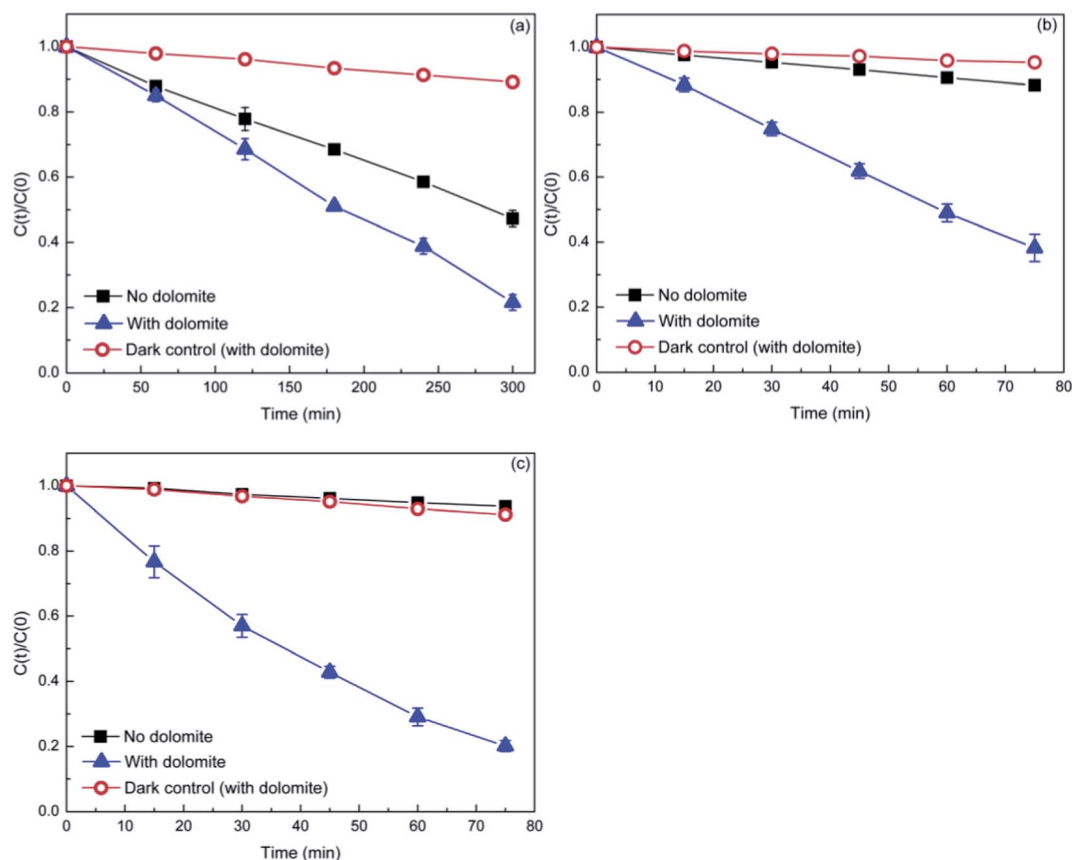 (a)
1.0
0.8
0.6
0.4
0.2
0.0
C(t)/C(0)
No dolomite
With dolomite
Dark control (with dolomite)
0 50 100 150 200 250 300
Time (min)
(b)
1.0
0.8
0.6
0.4
0.2
0.0
C(t)/C(0)
No dolomite
With dolomite
Dark control (with dolomite)
0 10 20 30 40 50 60 70 80
Time (min)
(c)
1.0
0.8
0.6
0.4
0.2
0.0
C(t)/C(0)
No dolomite
With dolomite
Dark control (with dolomite)
0 10 20 30 40 50 60 70 80
Time (min)